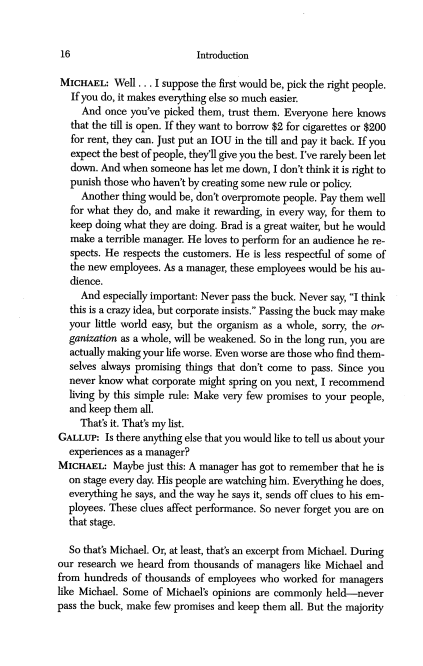 16
Introduction
MICHAEL: Well . . . I suppose the first would be, pick the right people.
If you do, it makes everything else so much easier.
And once you've picked them, trust them. Everyone here knows
that the till is open. If they want to borrow $2 for cigarettes or $200
for rent, they can. Just put an IOU in the till and pay it back. If you
expect the best of people, they'll give you the best. I've rarely been let
down. And when someone has let me down, I don't think it is right to
punish those who haven't by creating some new rule or policy.
Another thing would be, don't overpromote people. Pay them well
for what they do, and make it rewarding, in every way, for them to
keep doing what they are doing. Brad is a great waiter, but he would
make a terrible manager. He loves to perform for an audience he re-
spects. He respects the customers. He is less respectful of some of
the new employees. As a manager, these employees would be his au-
dience.
And especially important: Never pass the buck. Never say, "I think
this is a crazy idea, but corporate insists." Passing the buck may make
your little world easy, but the organism as a whole, sorry, the or-
ganization as a whole, will be weakened. So in the long run, you are
actually making your life worse. Even worse are those who find them-
selves always promising things that don't come to pass. Since you
never know what corporate might spring on you next, I recommend
living by this simple rule: Make very few promises to your people,
and keep them all.
That's it. That's my list.
GALLUP: Is there anything else that you would like to tell us about your
experiences as a manager?
MICHAEL: Maybe just this: A manager has got to remember that he is
on stage every day. His people are watching him. Everything he does,
everything he says, and the way he says it, sends off clues to his em-
ployees. These clues affect performance. So never forget you are on
that stage.
So that's Michael. Or, at least, that's an excerpt from Michael. During
our research we heard from thousands of managers like Michael and
from hundreds of thousands of employees who worked for managers
like Michael. Some of Michael's opinions are commonly held—never
pass the buck, make few promises and keep them all. But the majority